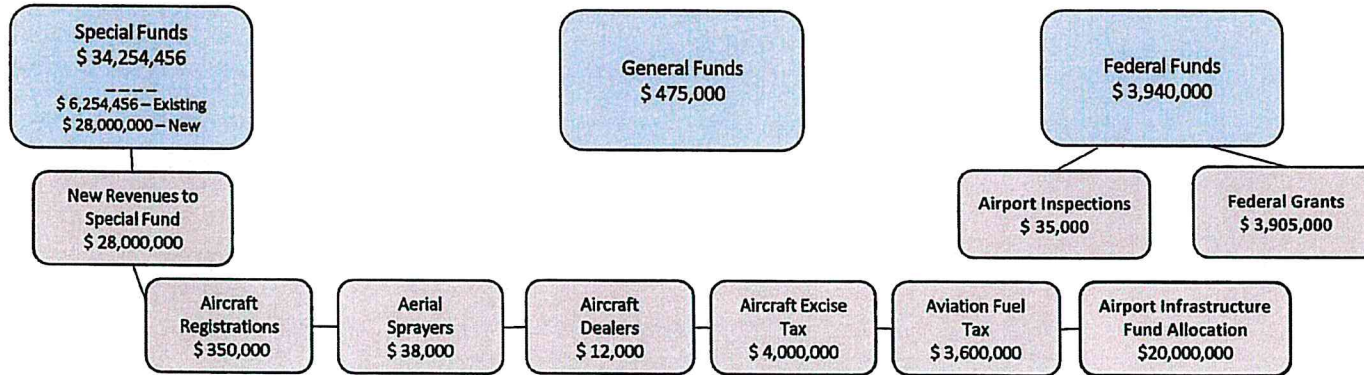 Special Funds
$ 34,254,456
____
$ 6,254,456 – Existing
$ 28,000,000 – New
General Funds
$ 475,000
Federal Funds
$ 3,940,000
New Revenues to
Special Fund
$ 28,000,000
Airport Inspections
$ 35,000
Federal Grants
$ 3,905,000
Aircraft
Registrations
$ 350,000
Aerial
Sprayers
$ 38,000
Aircraft
Dealers
$ 12,000
Aircraft Excise
Tax
$ 4,000,000
Aviation Fuel
Tax
$ 3,600,000
Airport Infrastructure
Fund Allocation
$20,000,000